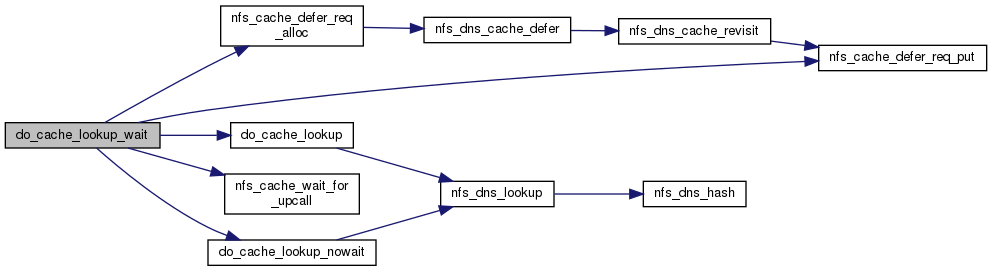 nfs_cache_defer_req
_alloc
nfs_dns_cache_defer
nfs_dns_cache_revisit
nfs_cache_defer_req_put
do_cache_lookup_wait
do_cache_lookup
nfs_cache_wait_for
_upcall
nfs_dns_lookup
nfs_dns_hash
do_cache_lookup_nowait